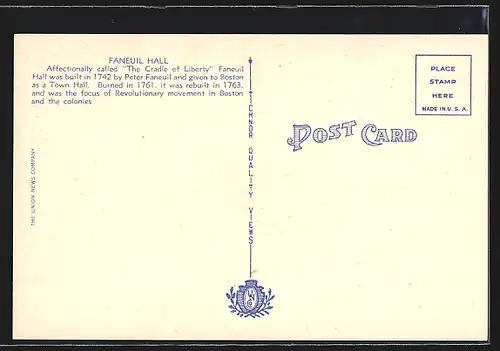 FANEUIL HALL
Affectionally called "The Cradle of Liberty" Faneuil
Hall was built in 1742 by Peter Faneuil and given to Boston
as a Town Hall. Burned in 1761, it was rebuilt in 1763,
and was the focus of Revolutionary movement in Boston
and the colonies
THE UNION NEWS COMPANY
TICHNOR QUALITY VIEWS
POST CARD
PLACE
STAMP
HERE
MADE IN U. S. A.